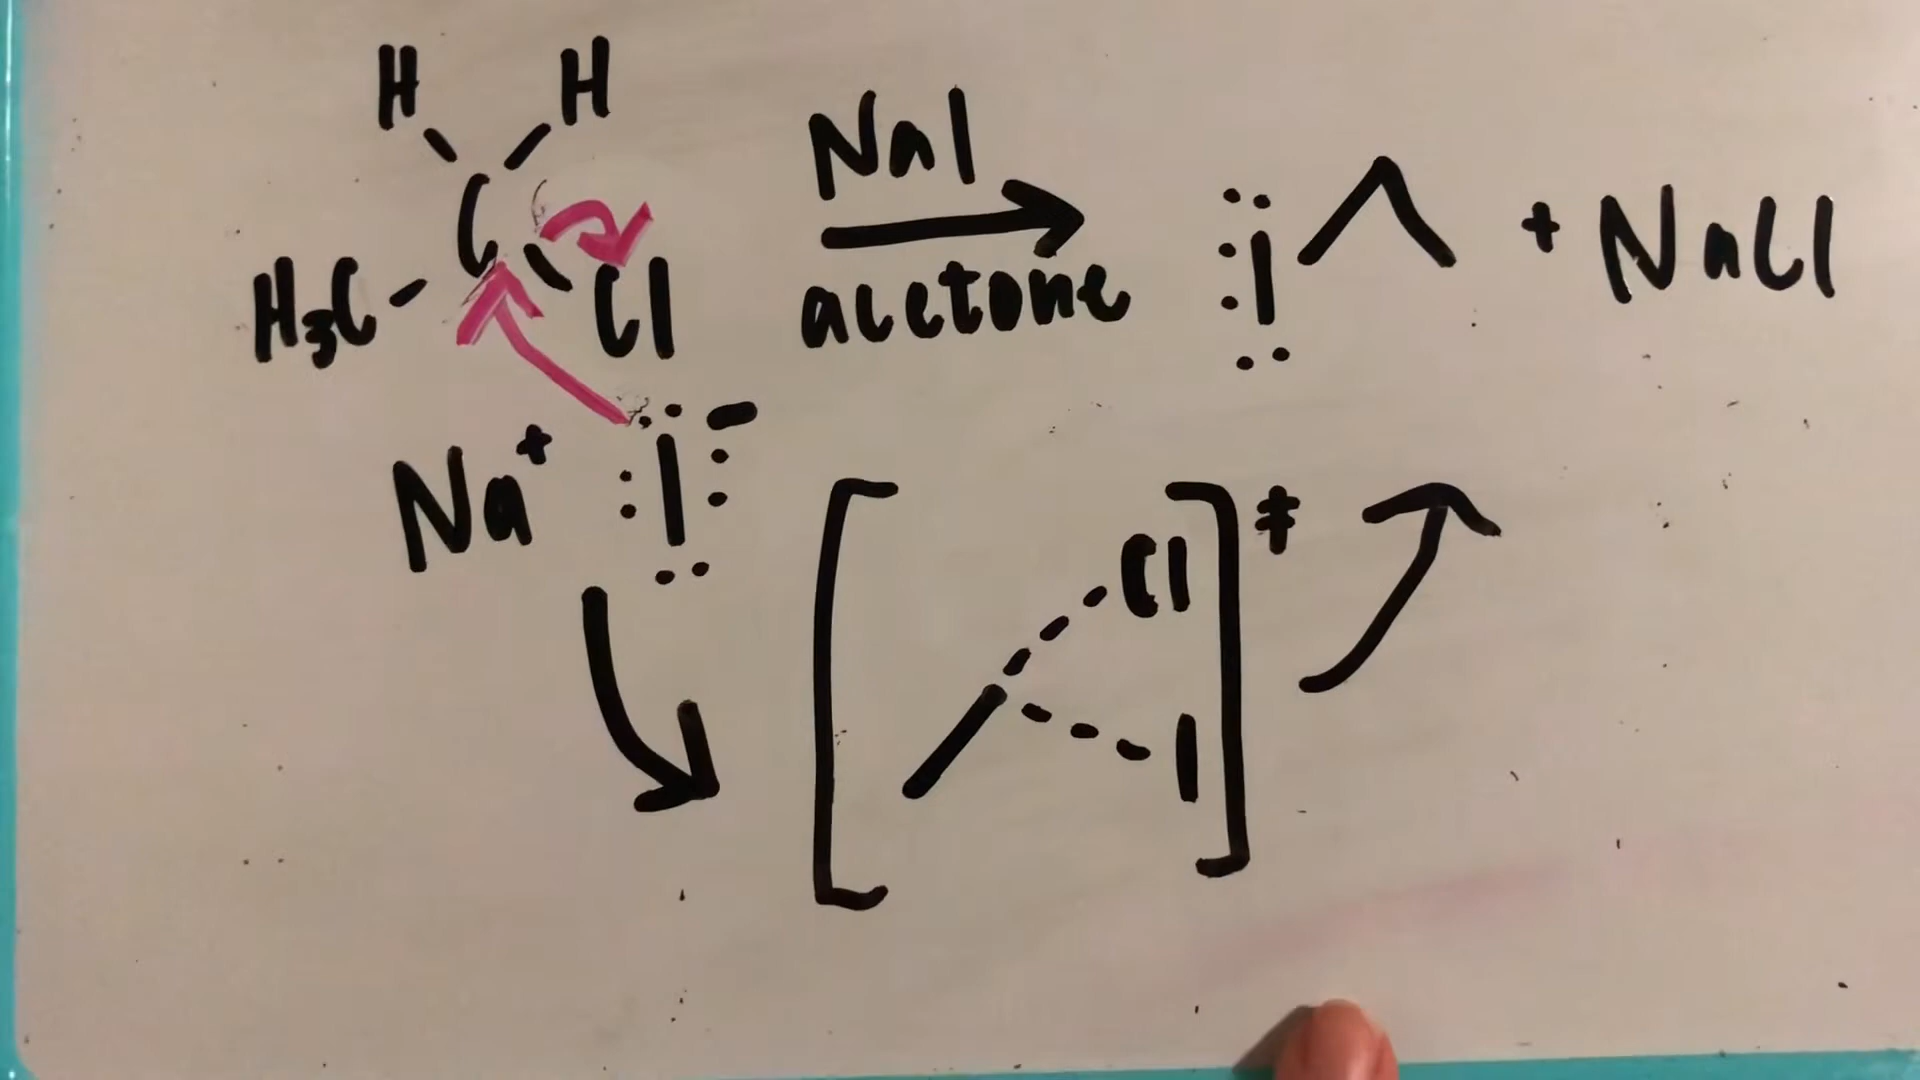 H H
C
H₃C Cl
NaI
acetone
I + NaCl
Na⁺ I⁻
[ Cl ]‡
I